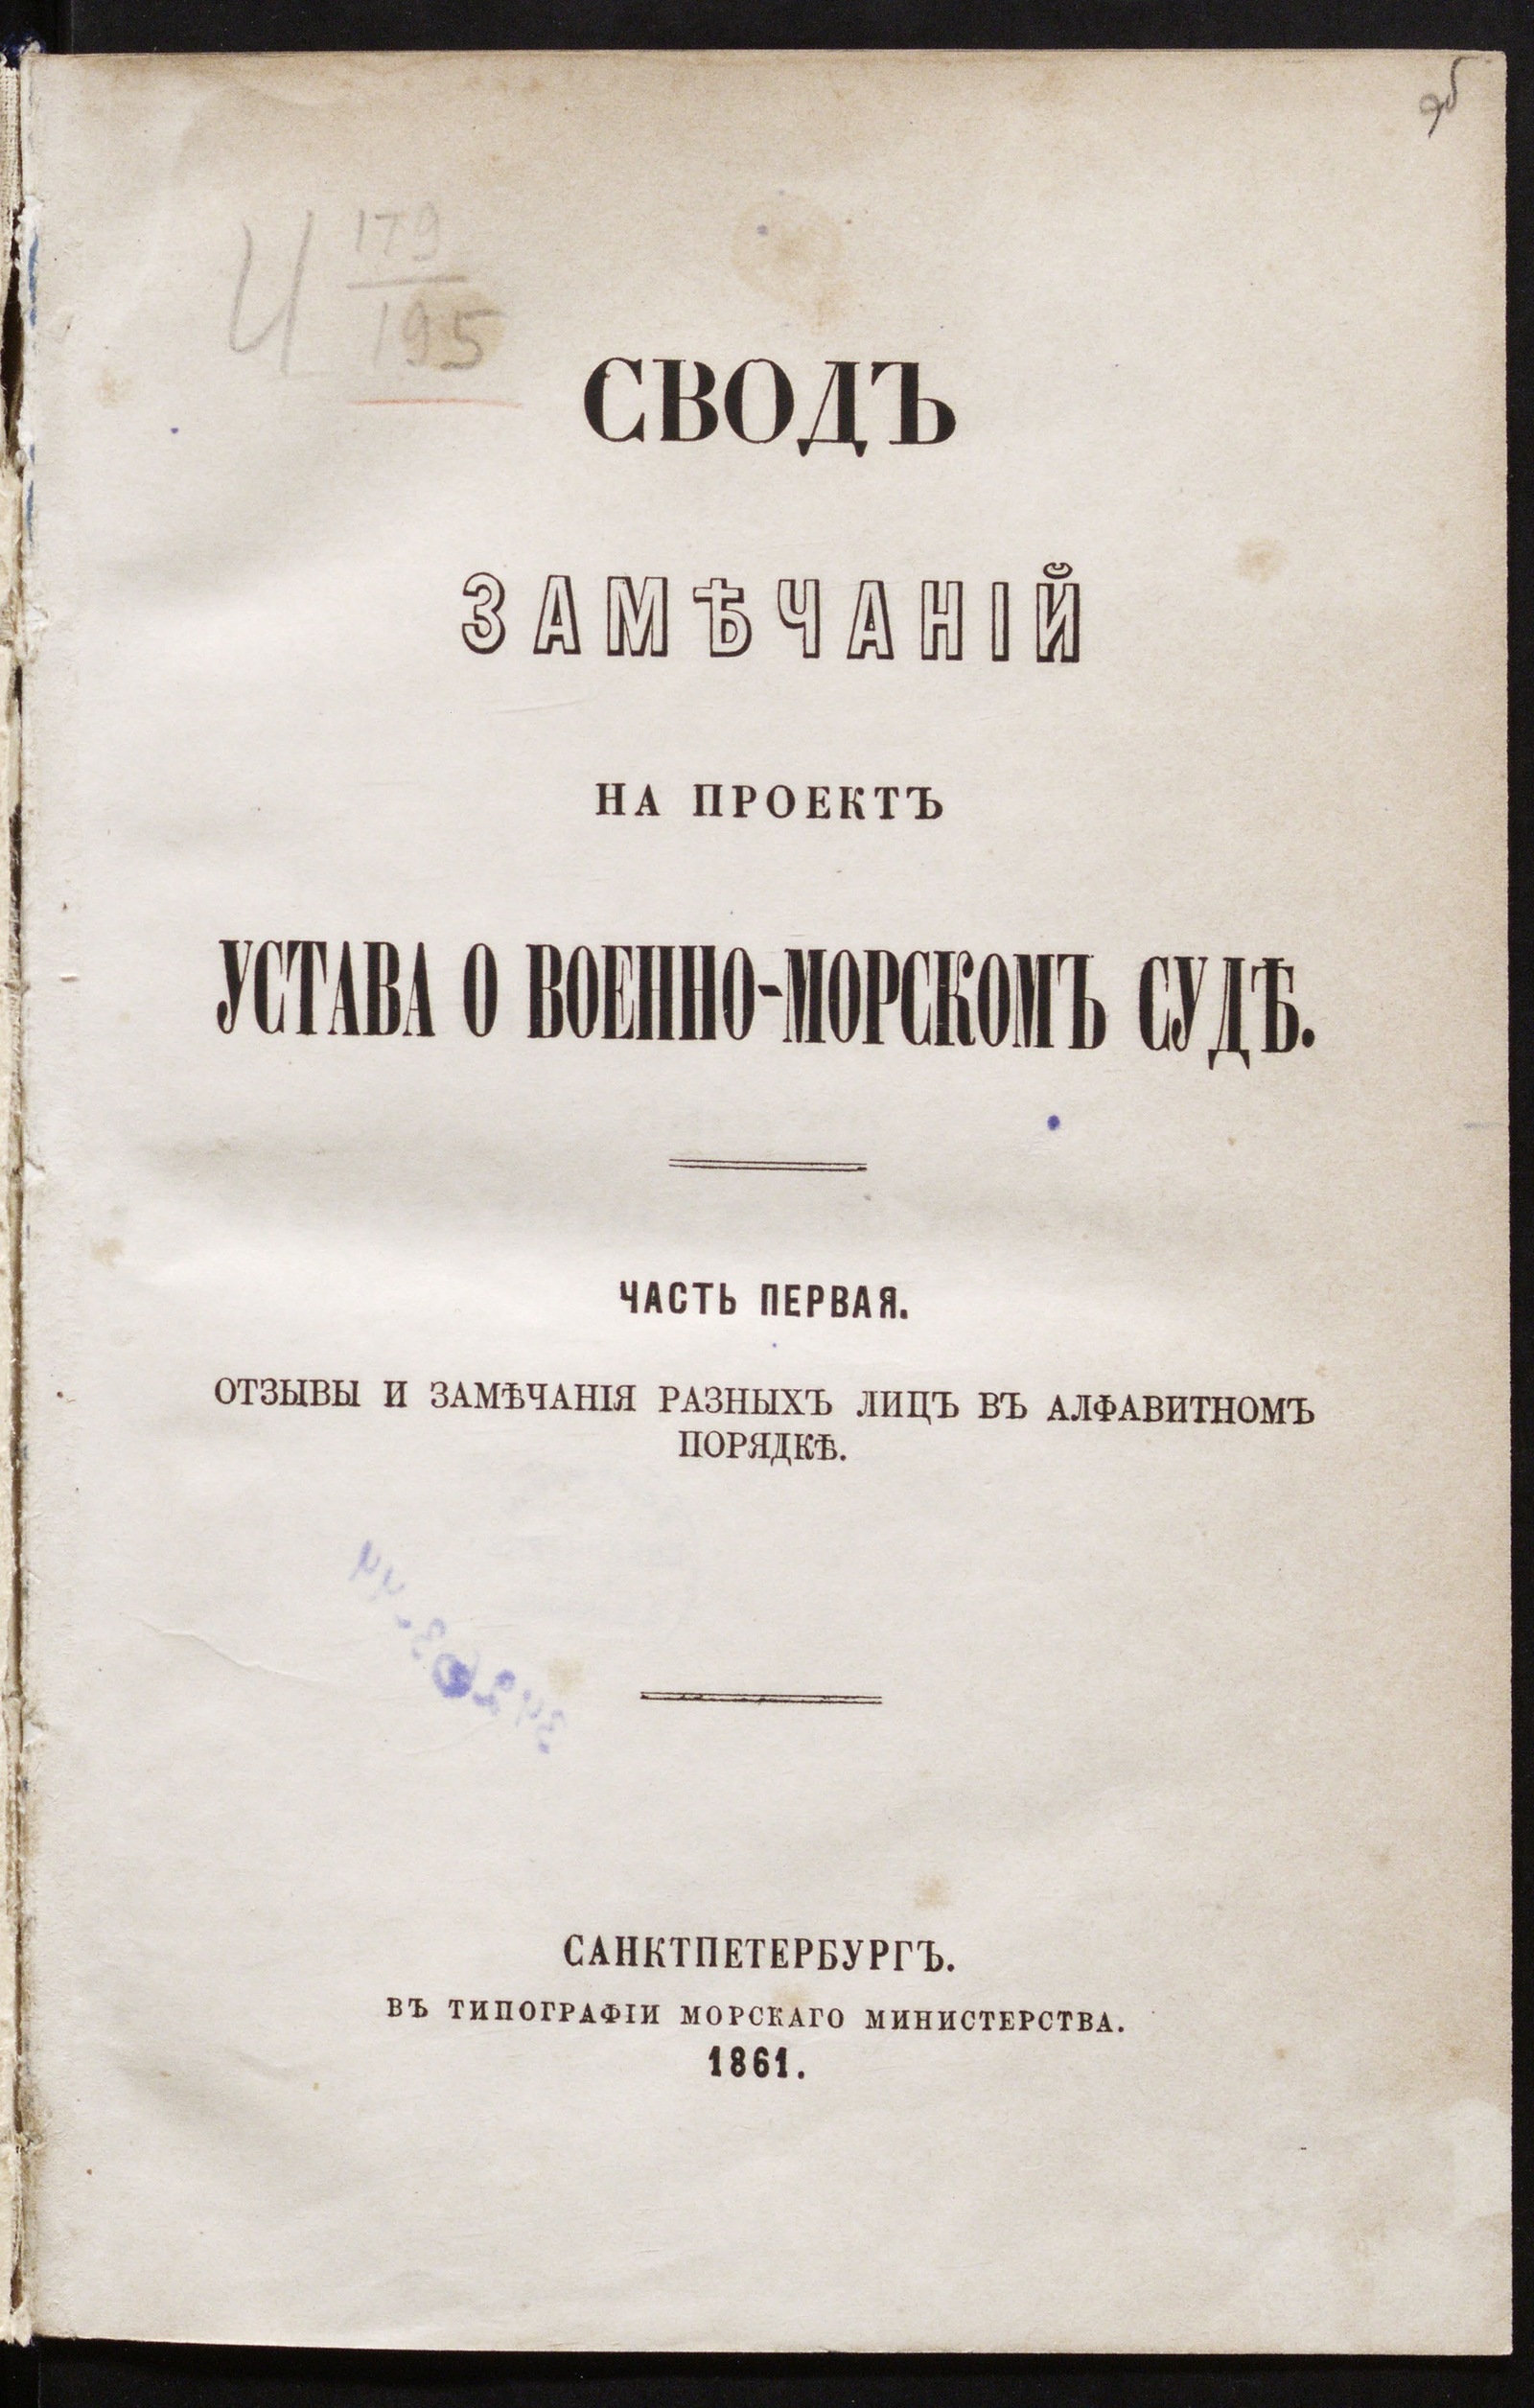 И 179
195
СВОДЪ
ЗАМѢЧАНІЙ
НА ПРОЕКТЪ
УСТАВА О ВОЕННО-МОРСКОМЪ СУДѢ.
ЧАСТЬ ПЕРВАЯ.
ОТЗЫВЫ И ЗАМѢЧАНІЯ РАЗНЫХЪ ЛИЦЪ ВЪ АЛФАВИТНОМЪ
ПОРЯДКѢ.
САНКТПЕТЕРБУРГЪ.
ВЪ ТИПОГРАФІИ МОРСКАГО МИНИСТЕРСТВА.
1861.